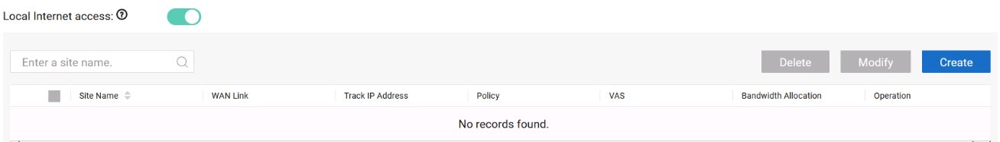 Local Internet access:
Enter a site name.
Delete Modify Create
Site Name WAN Link Track IP Address Policy VAS Bandwidth Allocation Operation
No records found.